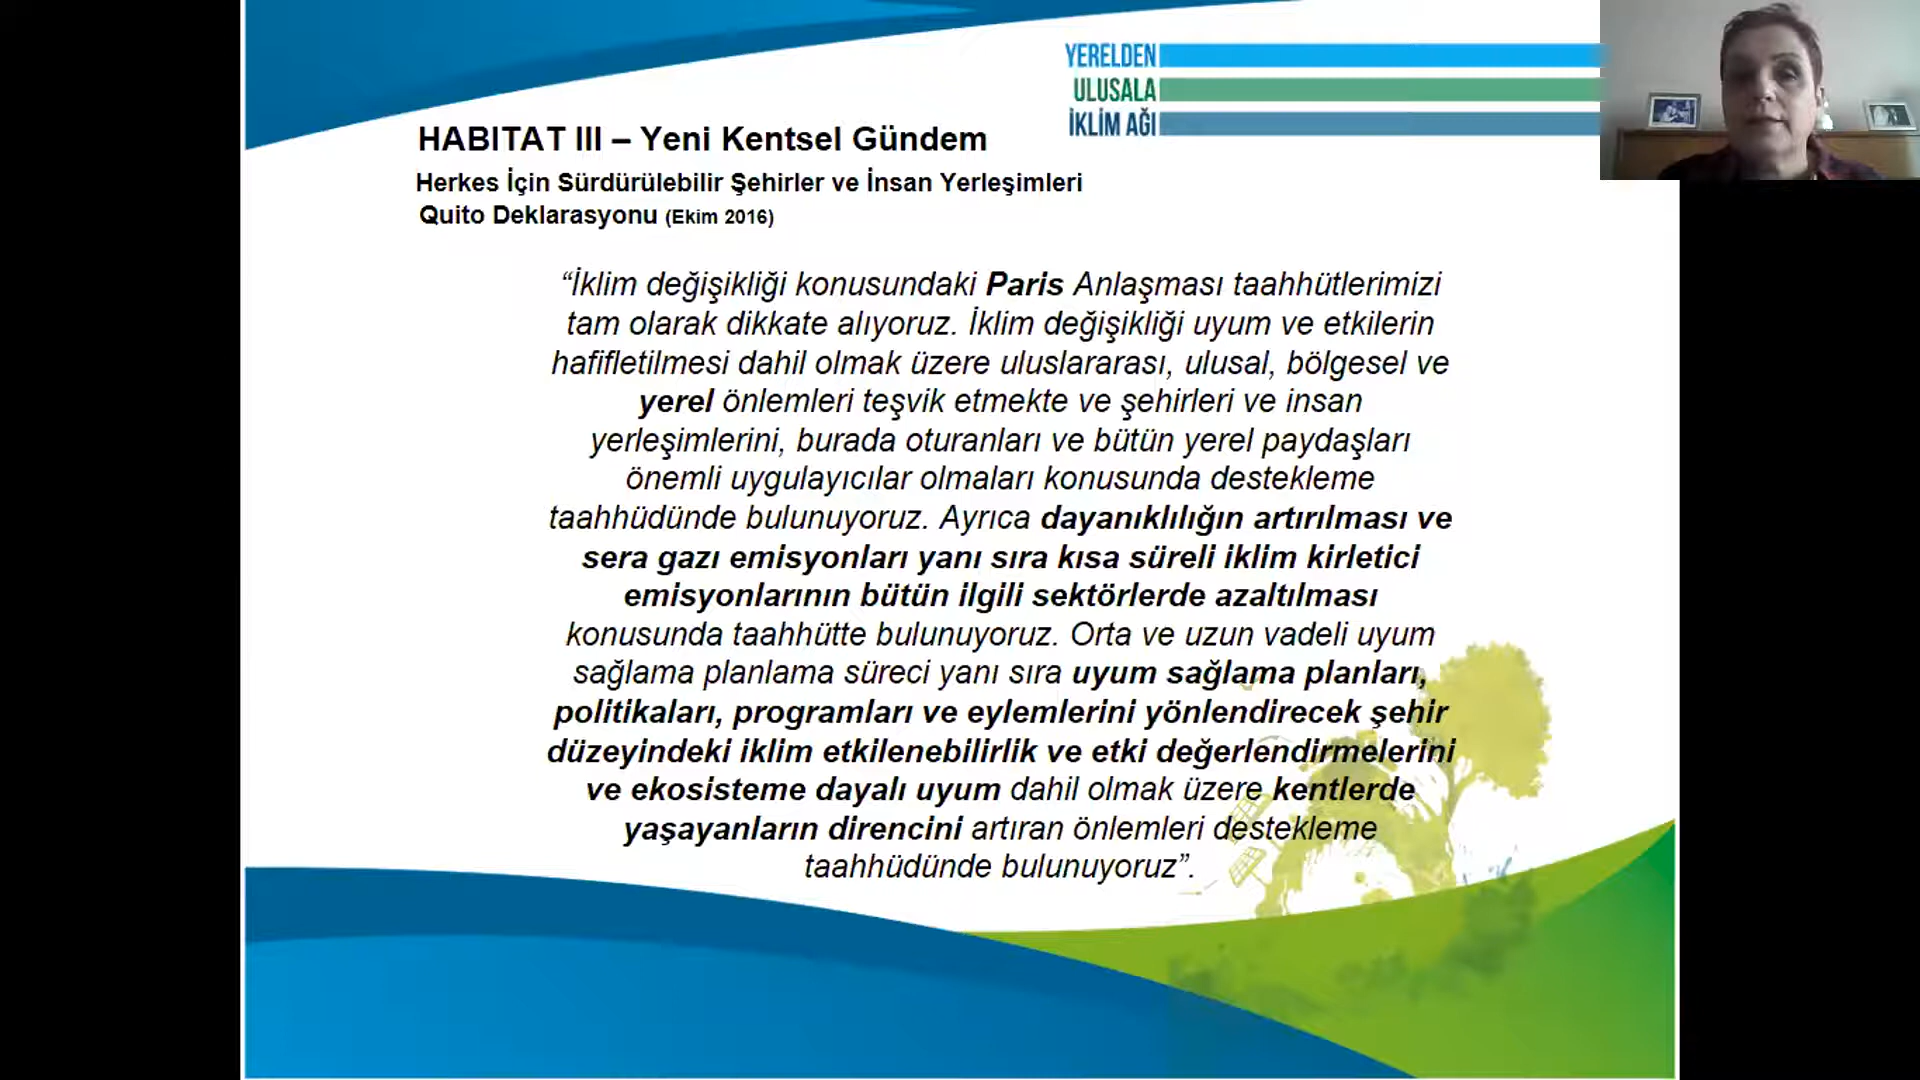 YERELDEN
ULUSALA
İKLİM AĞI
HABITAT III – Yeni Kentsel Gündem
Herkes İçin Sürdürülebilir Şehirler ve İnsan Yerleşimleri
Quito Deklarasyonu (Ekim 2016)
“İklim değişikliği konusundaki Paris Anlaşması taahhütlerimizi
tam olarak dikkate alıyoruz. İklim değişikliği uyum ve etkilerin
hafifletilmesi dahil olmak üzere uluslararası, ulusal, bölgesel ve
yerel önlemleri teşvik etmekte ve şehirleri ve insan
yerleşimlerini, burada oturanları ve bütün yerel paydaşları
önemli uygulayıcılar olmaları konusunda destekleme
taahhüdünde bulunuyoruz. Ayrıca dayanıklılığın artırılması ve
sera gazı emisyonları yanı sıra kısa süreli iklim kirletici
emisyonlarının bütün ilgili sektörlerde azaltılması
konusunda taahhütte bulunuyoruz. Orta ve uzun vadeli uyum
sağlama planlama süreci yanı sıra uyum sağlama planları,
politikaları, programları ve eylemlerini yönlendirecek şehir
düzeyindeki iklim etkilenebilirlik ve etki değerlendirmelerini
ve ekosisteme dayalı uyum dahil olmak üzere kentlerde
yaşayanların direncini artıran önlemleri destekleme
taahhüdünde bulunuyoruz”.